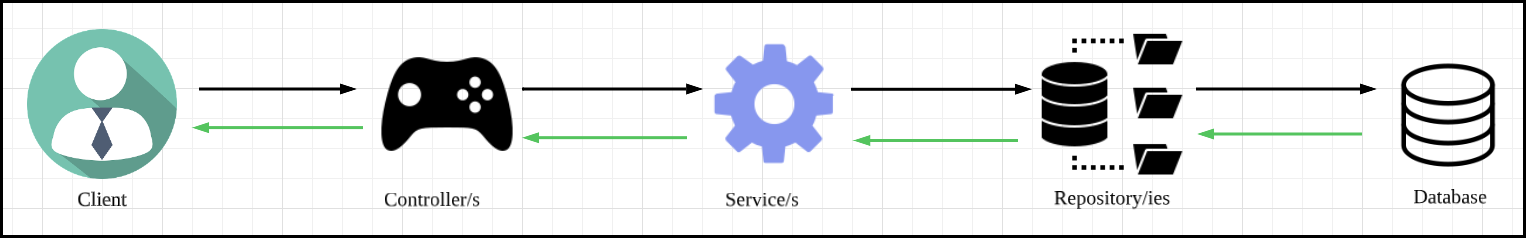 Client
Controller/s
Service/s
Repository/ies
Database